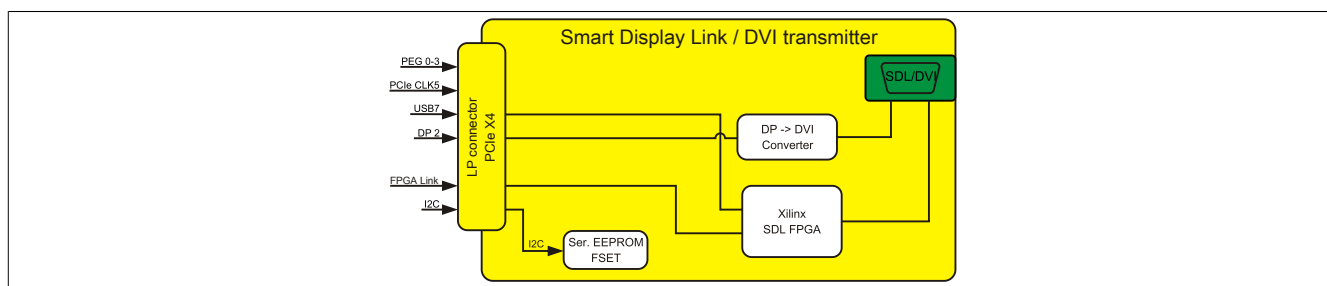 Smart Display Link / DVI transmitter
PEG 0-3
PCIe CLK5
USB7
DP 2
FPGA Link
I2C
LP connector
PCIe X4
SDL/DVI
DP -> DVI
Converter
Xilinx
SDL FPGA
I2C
Ser. EEPROM
FSET